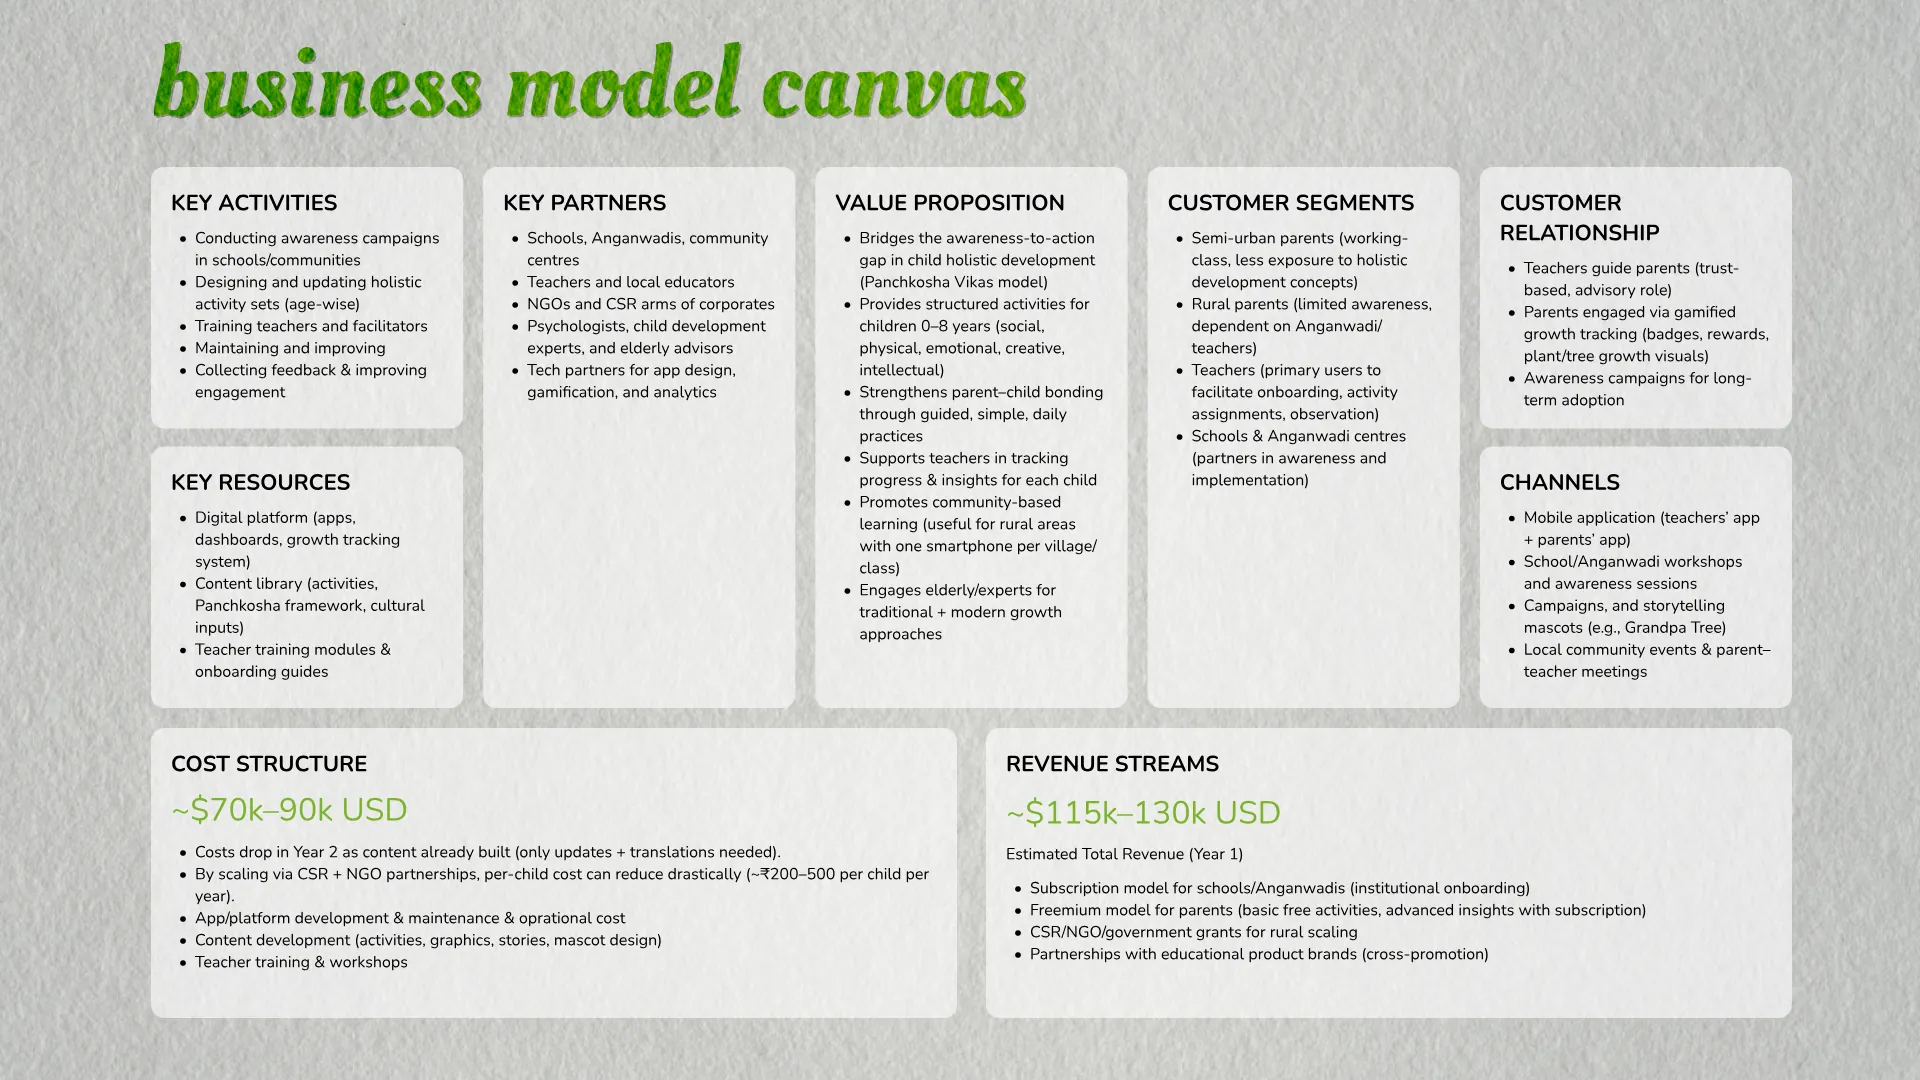 business model canvas
KEY ACTIVITIES
• Conducting awareness campaigns
in schools/communities
• Designing and updating holistic
activity sets (age-wise)
• Training teachers and facilitators
• Maintaining and improving
• Collecting feedback & improving
engagement
KEY RESOURCES
• Digital platform (apps,
dashboards, growth tracking
system)
• Content library (activities,
Panchkosha framework, cultural
inputs)
• Teacher training modules &
onboarding guides
KEY PARTNERS
• Schools, Anganwadis, community
centres
• Teachers and local educators
• NGOs and CSR arms of corporates
• Psychologists, child development
experts, and elderly advisors
• Tech partners for app design,
gamification, and analytics
VALUE PROPOSITION
• Bridges the awareness-to-action
gap in child holistic development
(Panchkosha Vikas model)
• Provides structured activities for
children 0–8 years (social,
physical, emotional, creative,
intellectual)
• Strengthens parent–child bonding
through guided, simple, daily
practices
• Supports teachers in tracking
progress & insights for each child
• Promotes community-based
learning (useful for rural areas
with one smartphone per village/
class)
• Engages elderly/experts for
traditional + modern growth
approaches
CUSTOMER SEGMENTS
• Semi-urban parents (working-
class, less exposure to holistic
development concepts)
• Rural parents (limited awareness,
dependent on Anganwadi/
teachers)
• Teachers (primary users to
facilitate onboarding, activity
assignments, observation)
• Schools & Anganwadi centres
(partners in awareness and
implementation)
CUSTOMER
RELATIONSHIP
• Teachers guide parents (trust-
based, advisory role)
• Parents engaged via gamified
growth tracking (badges, rewards,
plant/tree growth visuals)
• Awareness campaigns for long-
term adoption
CHANNELS
• Mobile application (teachers’ app
+ parents’ app)
• School/Anganwadi workshops
and awareness sessions
• Campaigns, and storytelling
mascots (e.g., Grandpa Tree)
• Local community events & parent–
teacher meetings
COST STRUCTURE
~$70k–90k USD
• Costs drop in Year 2 as content already built (only updates + translations needed).
• By scaling via CSR + NGO partnerships, per-child cost can reduce drastically (~₹200–500 per child per
year).
• App/platform development & maintenance & oprational cost
• Content development (activities, graphics, stories, mascot design)
• Teacher training & workshops
REVENUE STREAMS
~$115k–130k USD
Estimated Total Revenue (Year 1)
• Subscription model for schools/Anganwadis (institutional onboarding)
• Freemium model for parents (basic free activities, advanced insights with subscription)
• CSR/NGO/government grants for rural scaling
• Partnerships with educational product brands (cross-promotion)